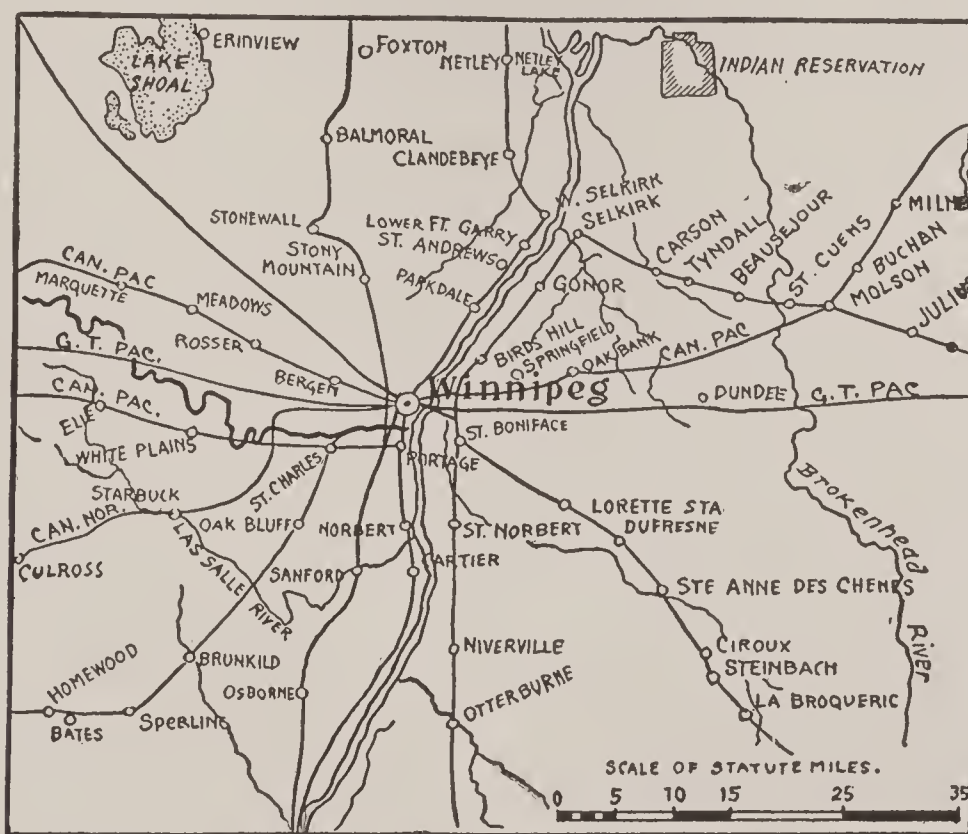 ERINVIEW
LAKE
SHOAL
FOXTON
NETLEY
NETLEY
LAKE
INDIAN RESERVATION
BALMORAL
CLANDEBEYE
W. SELKIRK
SELKIRK
STONEWALL
LOWER FT. GARRY
ST. ANDREWS
STONY
MOUNTAIN
PARKDALE
CARSON
TYNDALL
BEAUSEJOUR
ST. CUENS
BUCHAN
MOLSON
MILNE
JULIUS
CAN. PAC
MARQUETTE
MEADOWS
GONOR
ROSSER
BIRDS HILL
SPRINGFIELD
OAKBANK
CAN. PAC
G. T. PAC.
BERGEN
Winnipeg
DUNDEE
G. T. PAC
CAN. PAC.
ELIE
WHITE PLAINS
ST. CHARLES
PORTAGE
ST. BONIFACE
STARBUCK
CAN. NOR.
OAK BLUFF
NORBERT
ST. NORBERT
LORETTE STA.
DUFRESNE
BROKENHEAD
River
CULROSS
LAS SALLE
RIVER
SANFORD
CARTIER
STE ANNE DES CHENES
BRUNKILD
NIVERVILLE
CIROUX
STEINBACH
LA BROQUERIC
HOMEWOOD
BATES
SPERLING
OSBORNE
OTTERBURNE
SCALE OF STATUTE MILES.
0 5 10 15 25 35